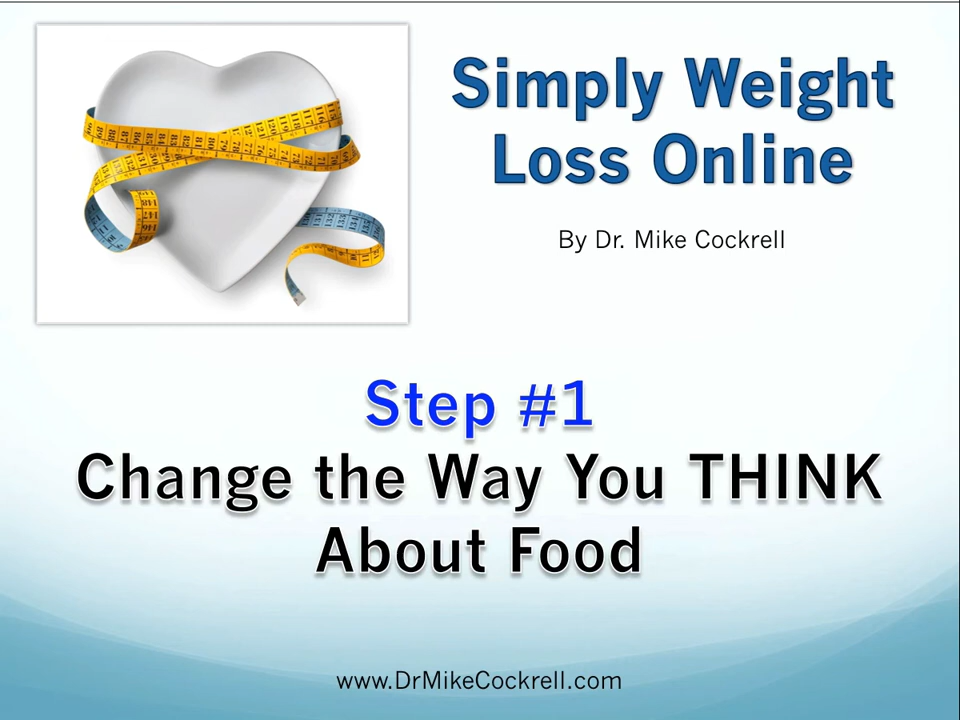 Simply Weight
Loss Online
By Dr. Mike Cockrell
Step #1
Change the Way You THINK
About Food
www.DrMikeCockrell.com